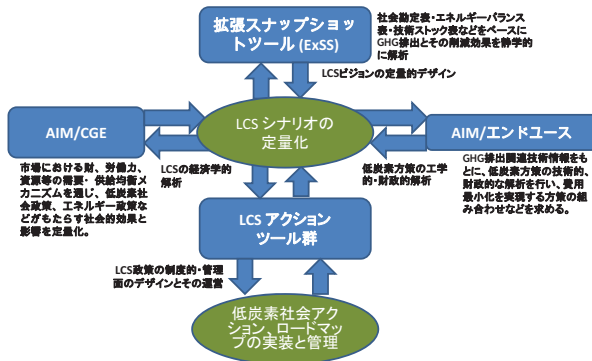 拡張スナップショッ
トツール (ExSS)
社会勘定表・エネルギーバランス
表・技術ストック表などをベースに
GHG排出とその削減効果を静学的
に解析
LCSビジョンの定量的デザイン
AIM/CGE
LCS シナリオの
定量化
AIM/エンドユース
市場における財、労働力、
資源等の需要・供給均衡メ
カニズムを通じ、低炭素社
会政策、エネルギー政策な
どがもたらす社会的効果と
影響を定量化。
LCSの経済学的
解析
低炭素方策の工学
的・財政的解析
GHG排出関連技術情報をも
とに、低炭素方策の技術的、
財政的な解析を行い、費用
最小化を実現する方策の組
み合わせなどを求める。
LCS アクション
ツール群
LCS政策の制度的・管理
面のデザインとその運営
低炭素社会アク
ション、ロードマッ
プの実装と管理